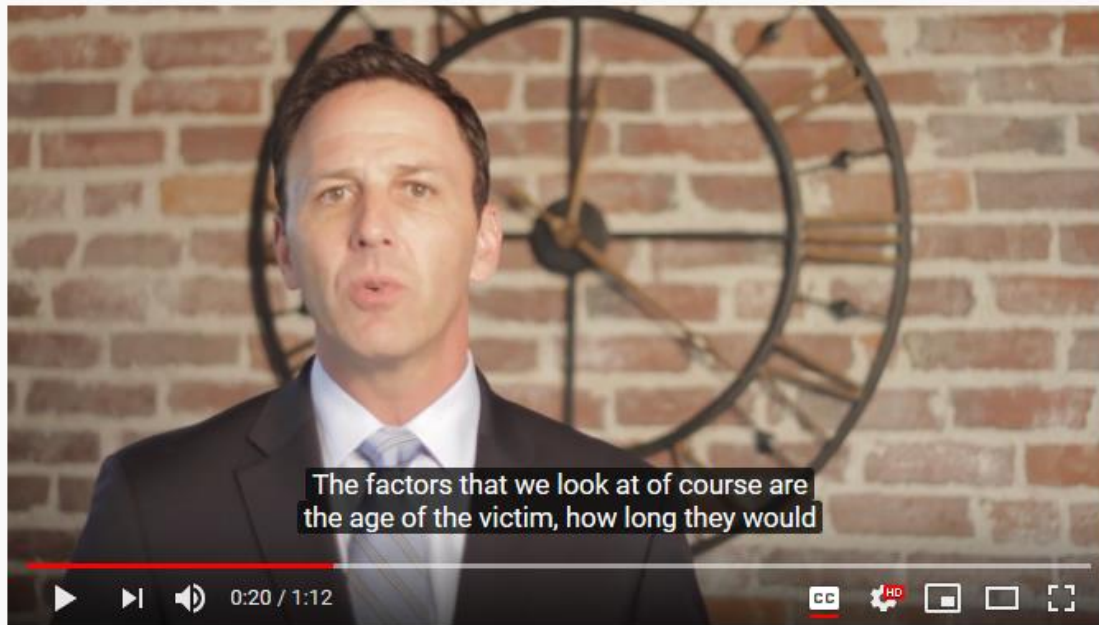 The factors that we look at of course are
the age of the victim, how long they would
0:20 / 1:12
CC
HD